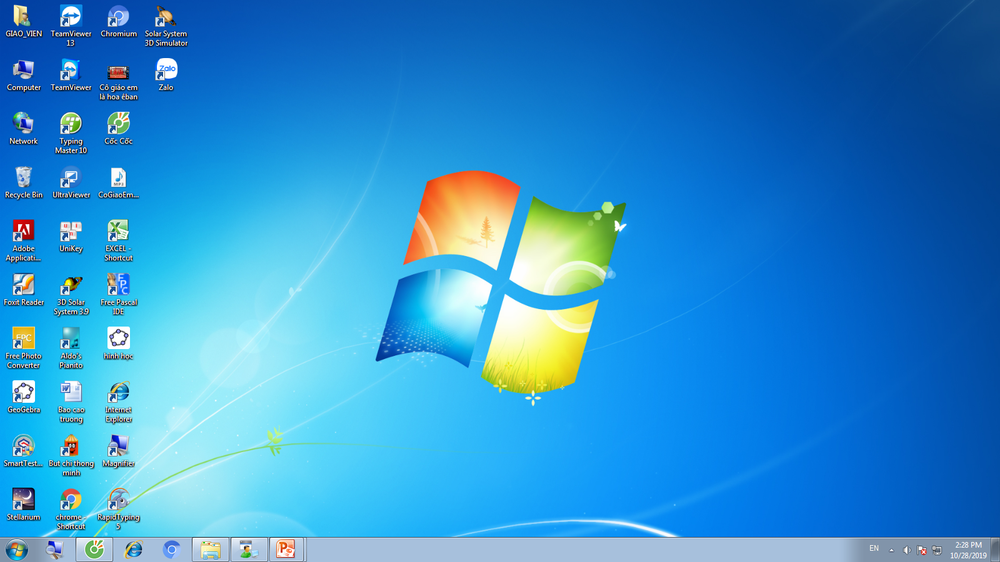 GIAO_VIEN
TeamViewer
13
Chromium
Solar System
3D Simulator
Computer
TeamViewer
Cô giáo em
là hoa êban
Zalo
Zalo
Network
Typing
Master 10
Cốc Cốc
Recycle Bin
UltraViewer
MP3
CoGiaoEm...
Adobe
Applicati...
UniKey
EXCEL -
Shortcut
Foxit Reader
3D Solar
System 3.9
FPC
Free Pascal
IDE
FPC
Free Photo
Converter
Aldo's
Pianito
hinh học
GeoGebra
Bao cao
truong
Internet
Explorer
SmartTest...
But chi thong
minh
Magnifier
Stellarium
chrome -
Shortcut
RapidTyping
5
EN
2:28 PM
10/28/2019